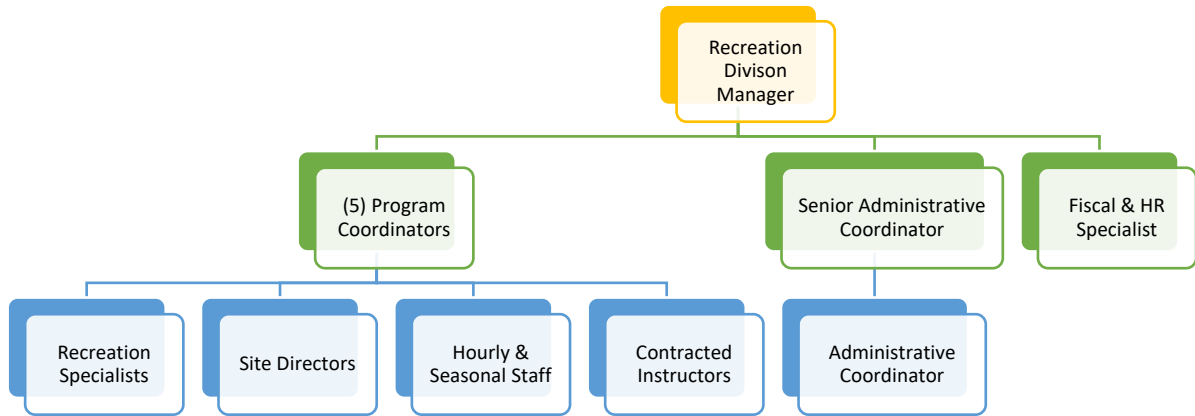 Recreation
Divison
Manager
(5) Program
Coordinators
Senior Administrative
Coordinator
Fiscal & HR
Specialist
Recreation
Specialists
Site Directors
Hourly &
Seasonal Staff
Contracted
Instructors
Administrative
Coordinator